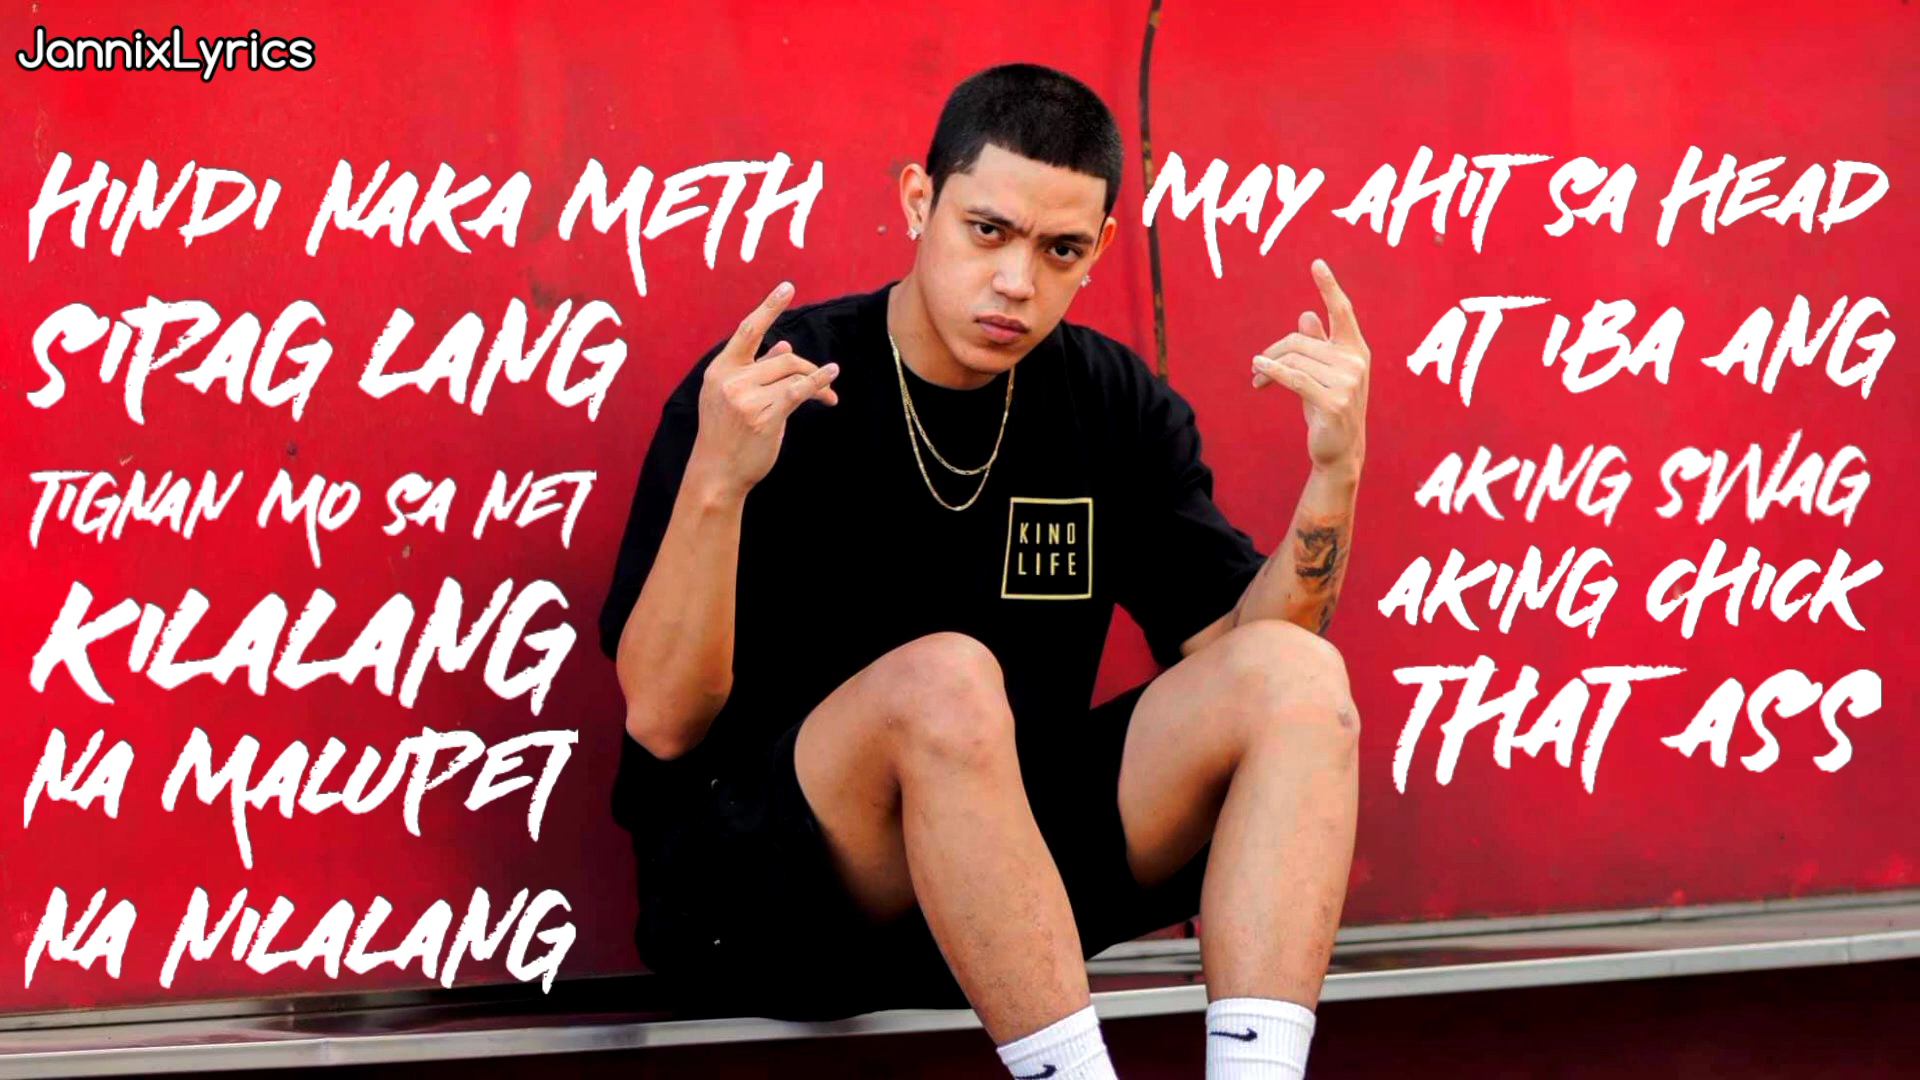 JannixLyrics
HINDI NAKA METH
SIPAG LANG
TIGNAN MO SA NET
KILALANG
NA MALUPET
NA NILALANG
MAY AHIT SA HEAD
AT IBA ANG
AKING SWAG
AKING CHICK
THAT ASS
KIND
LIFE